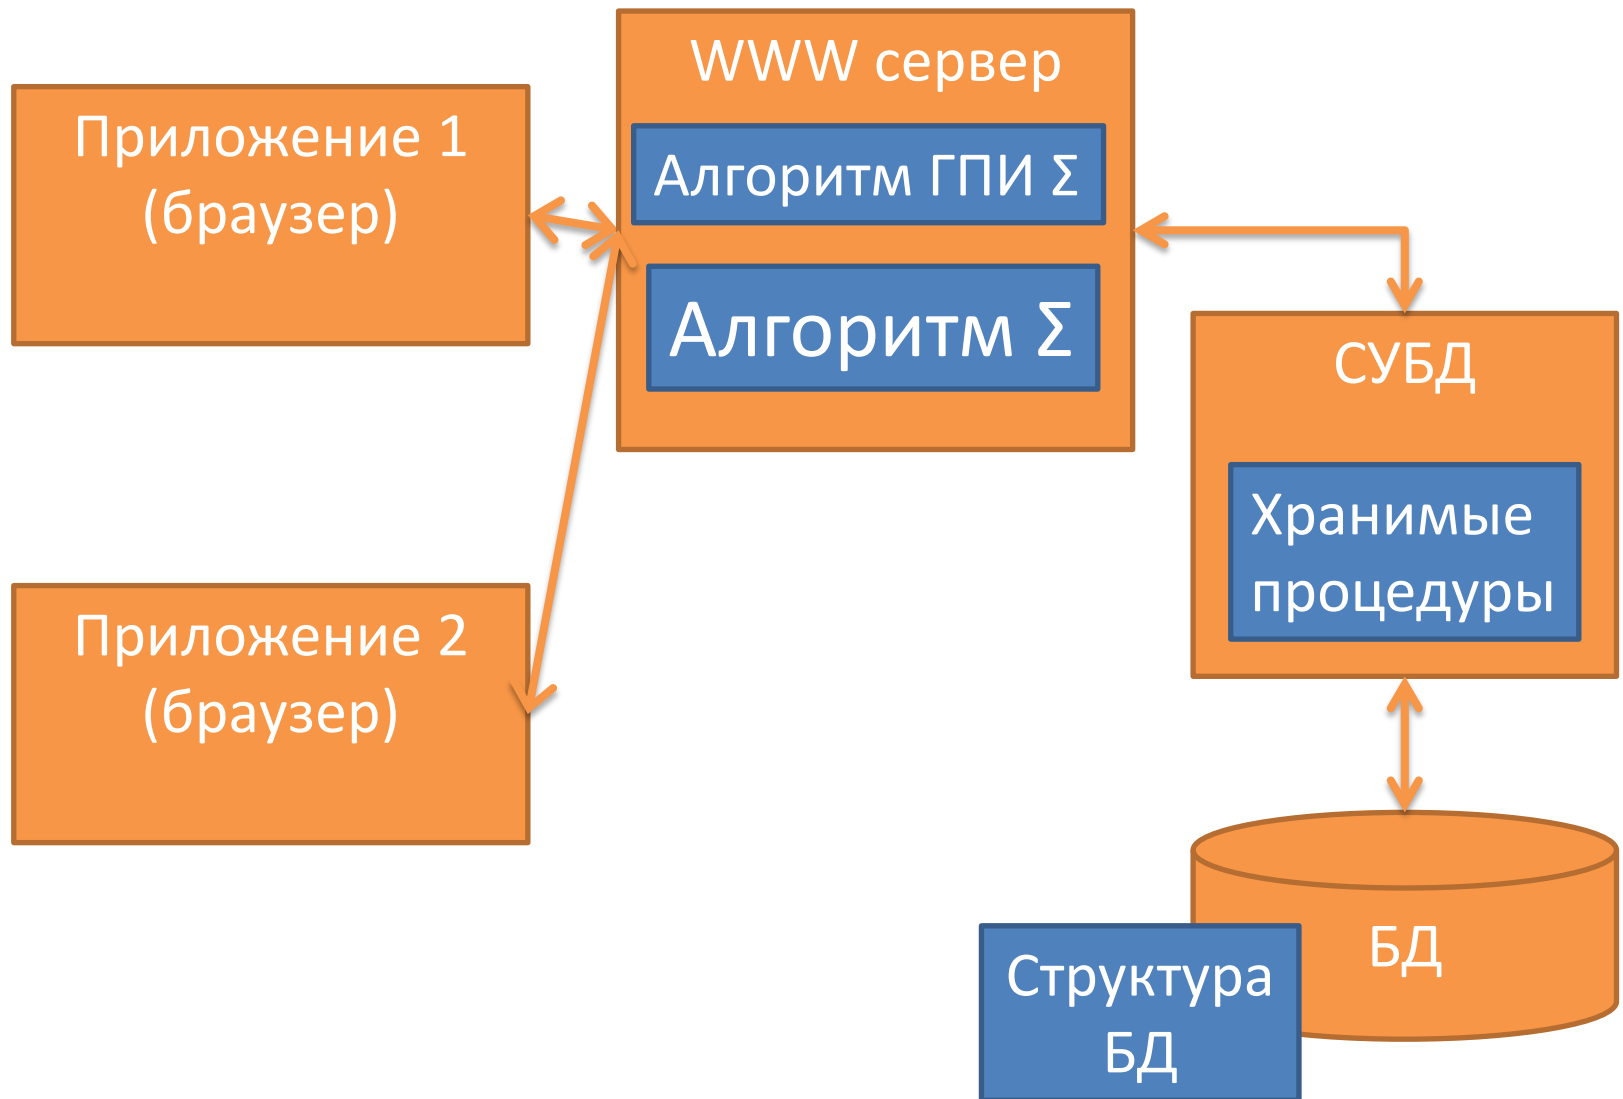 WWW сервер
Алгоритм ГПИ Σ
Алгоритм Σ
Приложение 1
(браузер)
СУБД
Хранимые
процедуры
Приложение 2
(браузер)
БД
Структура
БД